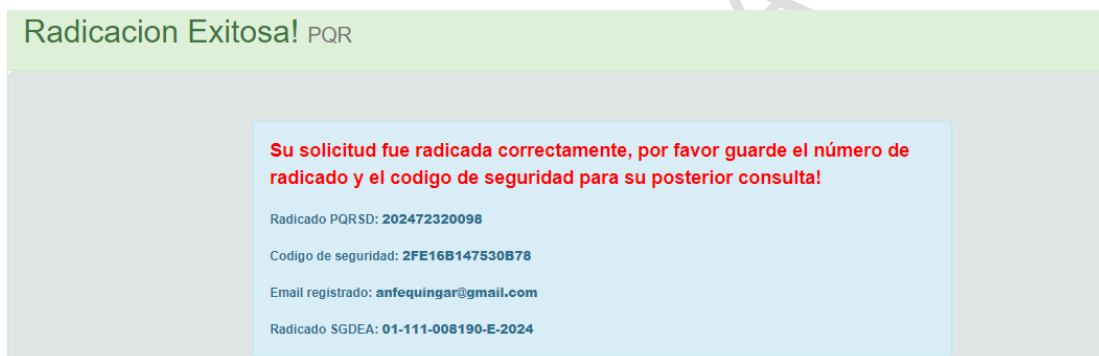 Radicacion Exitosa! PQR
Su solicitud fue radicada correctamente, por favor guarde el número de
radicado y el codigo de seguridad para su posterior consulta!
Radicado PQRSD: 202472320098
Codigo de seguridad: 2FE16B147530B78
Email registrado: anfequingar@gmail.com
Radicado SGDEA: 01-111-008190-E-2024